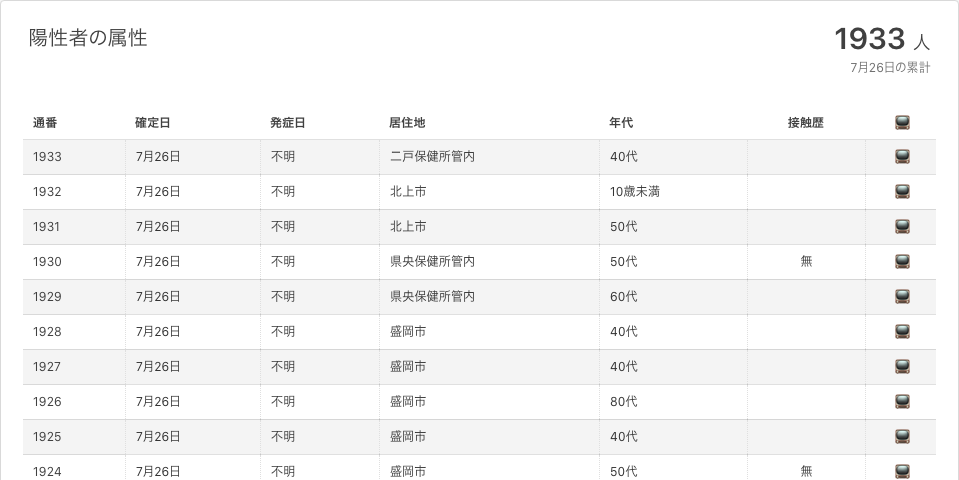 陽性者の属性
1933 人
7月26日の累計
通番 確定日 発症日 居住地 年代 接触歴
1933 7月26日 不明 二戸保健所管内 40代
1932 7月26日 不明 北上市 10歳未満
1931 7月26日 不明 北上市 50代
1930 7月26日 不明 県央保健所管内 50代 無
1929 7月26日 不明 県央保健所管内 60代
1928 7月26日 不明 盛岡市 40代
1927 7月26日 不明 盛岡市 40代
1926 7月26日 不明 盛岡市 80代
1925 7月26日 不明 盛岡市 40代
1924 7月26日 不明 盛岡市 50代 無